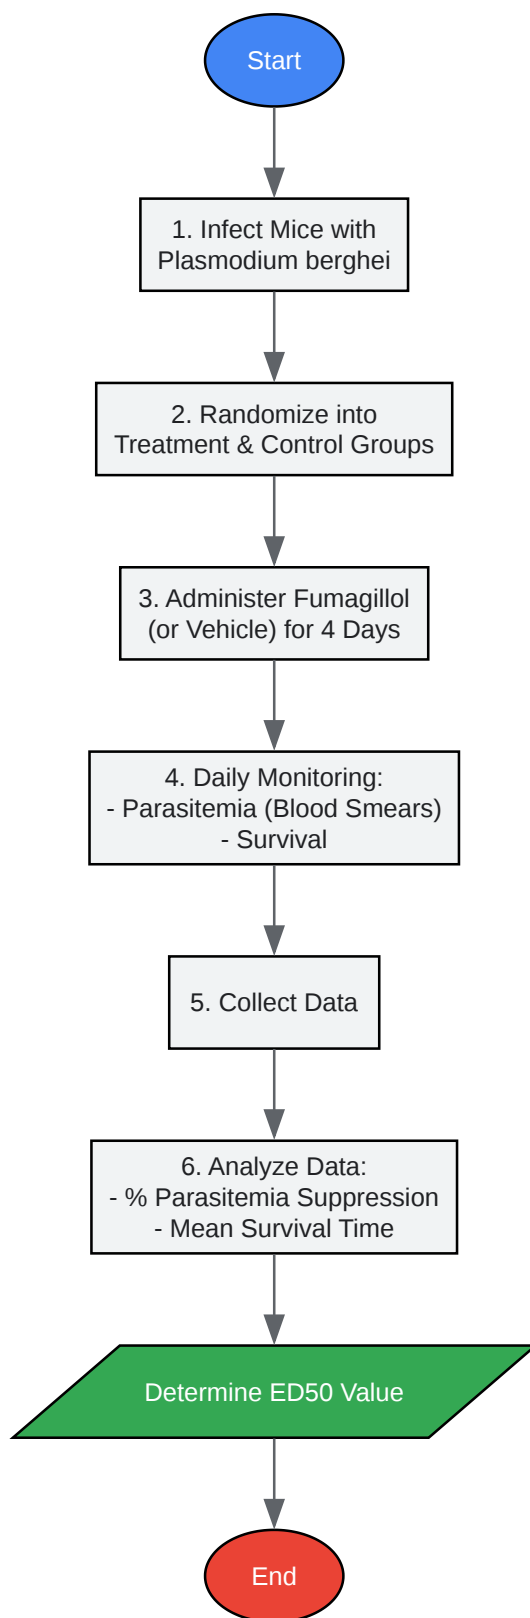 Start
1. Infect Mice with
Plasmodium berghei
2. Randomize into
Treatment & Control Groups
3. Administer Fumagillol
(or Vehicle) for 4 Days
4. Daily Monitoring:
- Parasitemia (Blood Smears)
- Survival
5. Collect Data
6. Analyze Data:
- % Parasitemia Suppression
- Mean Survival Time
Determine ED50 Value
End